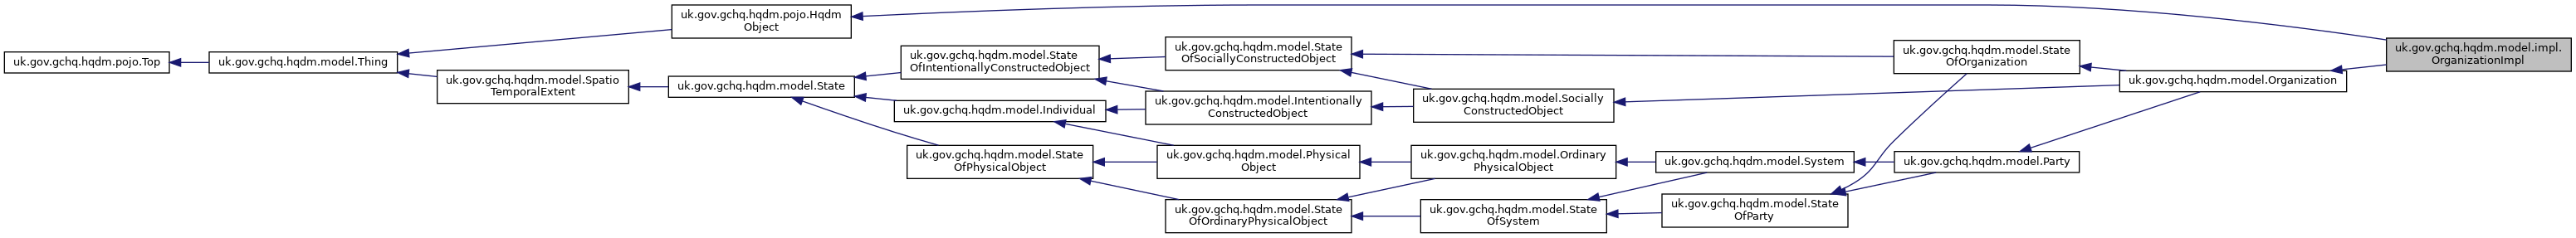 uk.gov.gchq.hqdm.pojo.Top
uk.gov.gchq.hqdm.model.Thing
uk.gov.gchq.hqdm.pojo.Hqdm
Object
uk.gov.gchq.hqdm.model.Spatio
TemporalExtent
uk.gov.gchq.hqdm.model.State
uk.gov.gchq.hqdm.model.State
OfIntentionallyConstructedObject
uk.gov.gchq.hqdm.model.Individual
uk.gov.gchq.hqdm.model.State
OfPhysicalObject
uk.gov.gchq.hqdm.model.State
OfSociallyConstructedObject
uk.gov.gchq.hqdm.model.Intentionally
ConstructedObject
uk.gov.gchq.hqdm.model.Physical
Object
uk.gov.gchq.hqdm.model.State
OfOrdinaryPhysicalObject
uk.gov.gchq.hqdm.model.Socially
ConstructedObject
uk.gov.gchq.hqdm.model.Ordinary
PhysicalObject
uk.gov.gchq.hqdm.model.State
OfSystem
uk.gov.gchq.hqdm.model.System
uk.gov.gchq.hqdm.model.State
OfParty
uk.gov.gchq.hqdm.model.State
OfOrganization
uk.gov.gchq.hqdm.model.Party
uk.gov.gchq.hqdm.model.Organization
uk.gov.gchq.hqdm.model.impl.
OrganizationImpl